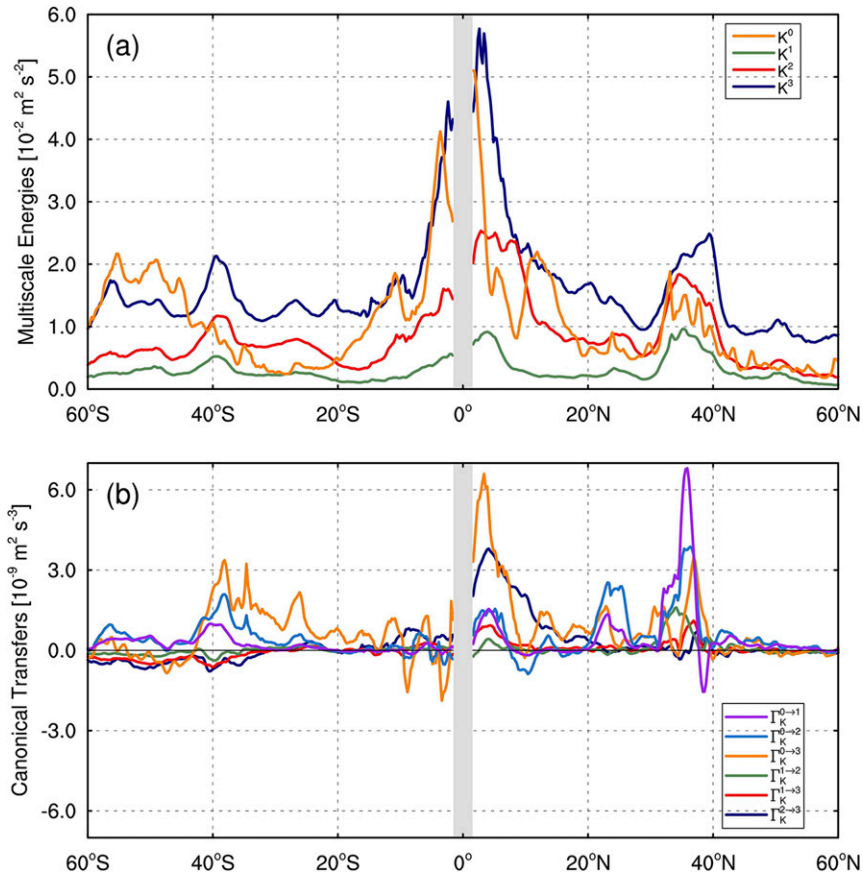 (a)
Multiscale Energies [10⁻² m² s⁻²]
6.0
5.0
4.0
3.0
2.0
1.0
0.0
K⁰
K¹
K²
K³
60°S 40°S 20°S 0° 20°N 40°N 60°N
(b)
Canonical Transfers [10⁻⁹ m² s⁻³]
6.0
3.0
0.0
-3.0
-6.0
Γ_K^0→1
Γ_K^0→2
Γ_K^0→3
Γ_K^1→2
Γ_K^1→3
Γ_K^2→3
60°S 40°S 20°S 0° 20°N 40°N 60°N